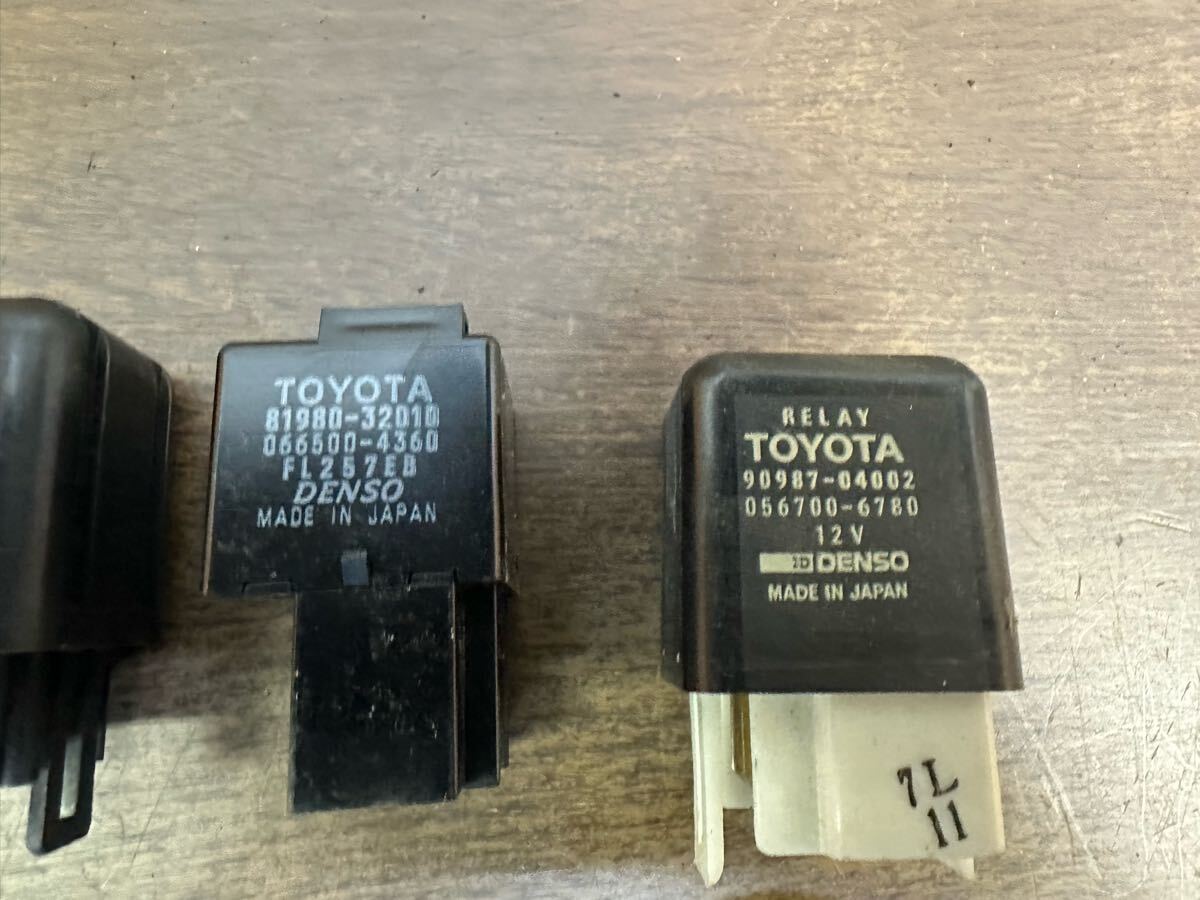 TOYOTA
81980-32010
066500-4360
FL257EB
DENSO
MADE IN JAPAN
RELAY
TOYOTA
90987-04002
056700-6780
12V
DENSO
MADE IN JAPAN
7L
11